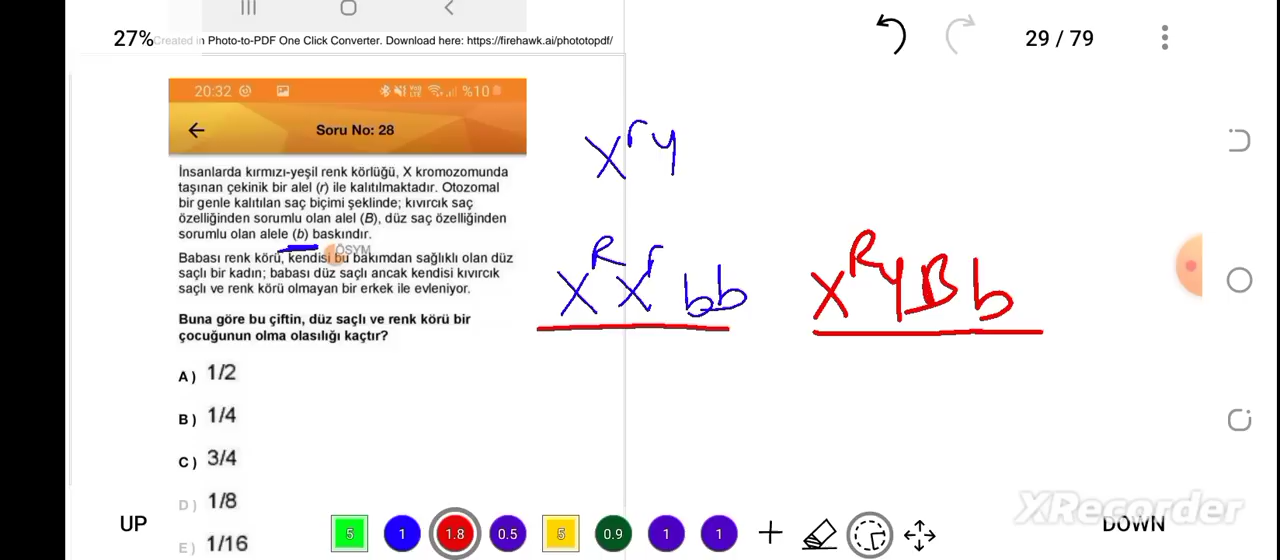 27%
Created in Photo-to-PDF One Click Converter. Download here: https://firehawk.ai/phototopdf/
29 / 79
20:32
%10
Soru No: 28
İnsanlarda kırmızı-yeşil renk körlüğü, X kromozomunda
taşınan çekinik bir alel (r) ile kalıtılmaktadır. Otozomal
bir genle kalıtılan saç biçimi şeklinde; kıvırcık saç
özelliğinden sorumlu olan alel (B), düz saç özelliğinden
sorumlu olan alele (b) baskındır.
ÖSYM
Babası renk körü, kendisi bu bakımdan sağlıklı olan düz
saçlı bir kadın; babası düz saçlı ancak kendisi kıvırcık
saçlı ve renk körü olmayan bir erkek ile evleniyor.
Buna göre bu çiftin, düz saçlı ve renk körü bir
çocuğunun olma olasılığı kaçtır?
A) 1/2
B) 1/4
C) 3/4
D) 1/8
E) 1/16
X^r y
X^R X^r bb
X^R y B b
UP
5 1 1.8 0.5 5 0.9 1 1
XRecorder
DOWN